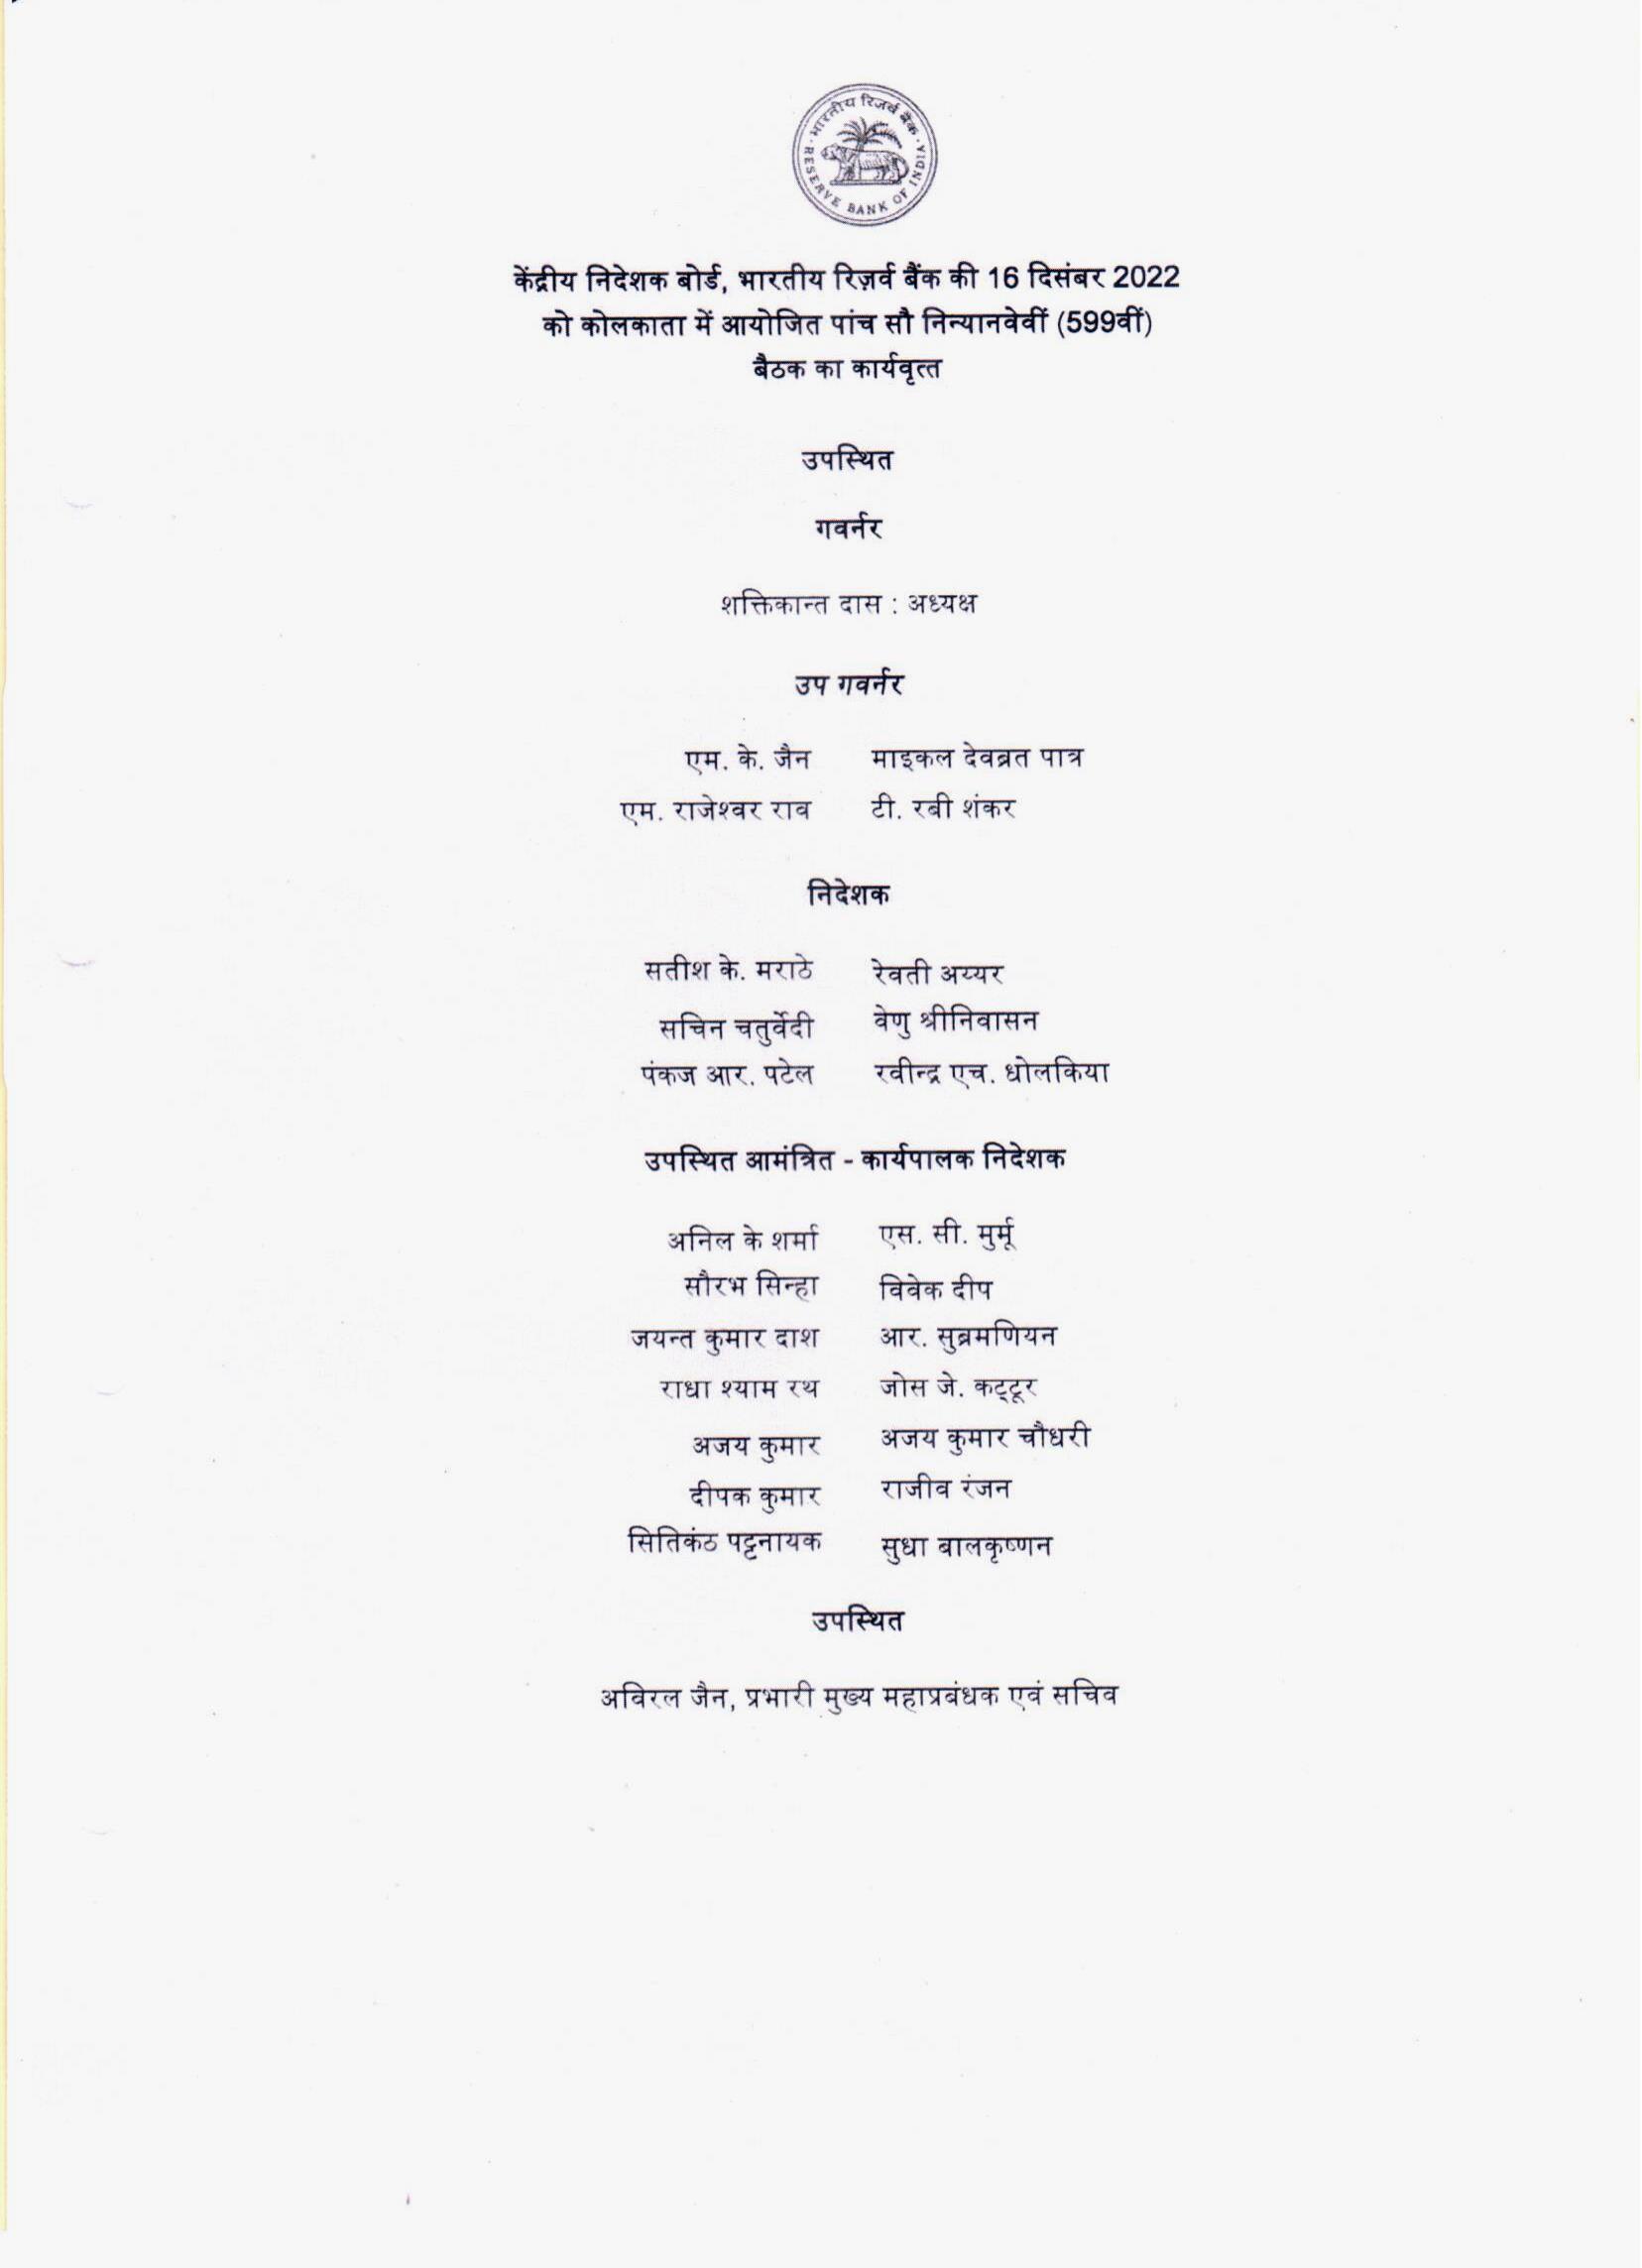 भारतीय रिज़र्व बैंक
RESERVE BANK OF INDIA
केंद्रीय निदेशक बोर्ड, भारतीय रिज़र्व बैंक की 16 दिसंबर 2022
को कोलकाता में आयोजित पांच सौ निन्यानवेवीं (599वीं)
बैठक का कार्यवृत्त
उपस्थित
गवर्नर
शक्तिकान्त दास : अध्यक्ष
उप गवर्नर
एम. के. जैन माइकल देवब्रत पात्र
एम. राजेश्वर राव टी. रबी शंकर
निदेशक
सतीश के. मराठे रेवती अय्यर
सचिन चतुर्वेदी वेणु श्रीनिवासन
पंकज आर. पटेल रवीन्द्र एच. धोलकिया
उपस्थित आमंत्रित - कार्यपालक निदेशक
अनिल के शर्मा एस. सी. मुर्मू
सौरभ सिन्हा विवेक दीप
जयन्त कुमार दाश आर. सुब्रमणियन
राधा श्याम रथ जोस जे. कट्टूर
अजय कुमार अजय कुमार चौधरी
दीपक कुमार राजीव रंजन
सितिकंठ पट्टनायक सुधा बालकृष्णन
उपस्थित
अविरल जैन, प्रभारी मुख्य महाप्रबंधक एवं सचिव